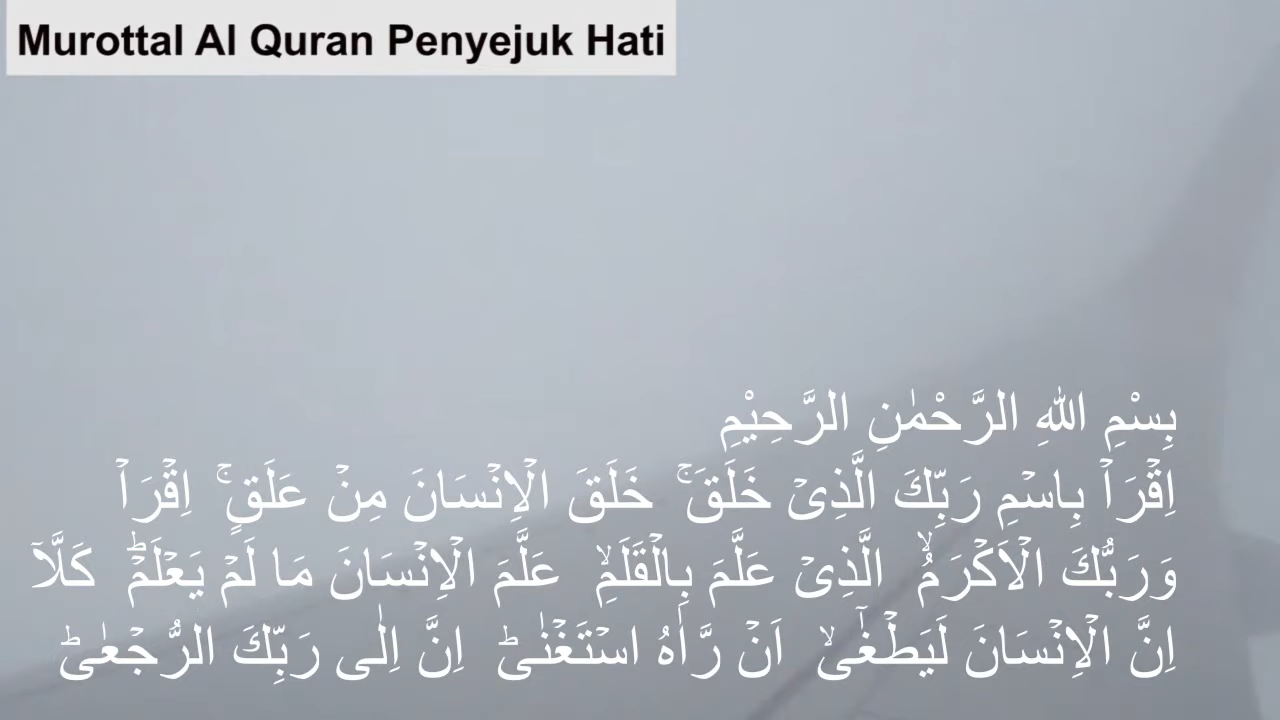 Murottal Al Quran Penyejuk Hati
بِسْمِ اللهِ الرَّحْمٰنِ الرَّحِيْمِ
اِقۡرَاۡ بِاسۡمِ رَبِّكَ الَّذِىۡ خَلَقَ‌ۚ‏ خَلَقَ الۡاِنۡسَانَ مِنۡ عَلَقٍ‌ۚ‏ اِقۡرَاۡ
وَرَبُّكَ الۡاَكۡرَمُۙ‏ الَّذِىۡ عَلَّمَ بِالۡقَلَمِۙ‏ عَلَّمَ الۡاِنۡسَانَ مَا لَمۡ يَعۡلَمۡؕ‏ كَلَّاۤ
اِنَّ الۡاِنۡسَانَ لَيَطۡغٰٓىۙ‏ اَنۡ رَّاٰهُ اسۡتَغۡنٰىؕ‏ اِنَّ اِلٰى رَبِّكَ الرُّجۡعٰىؕ‏